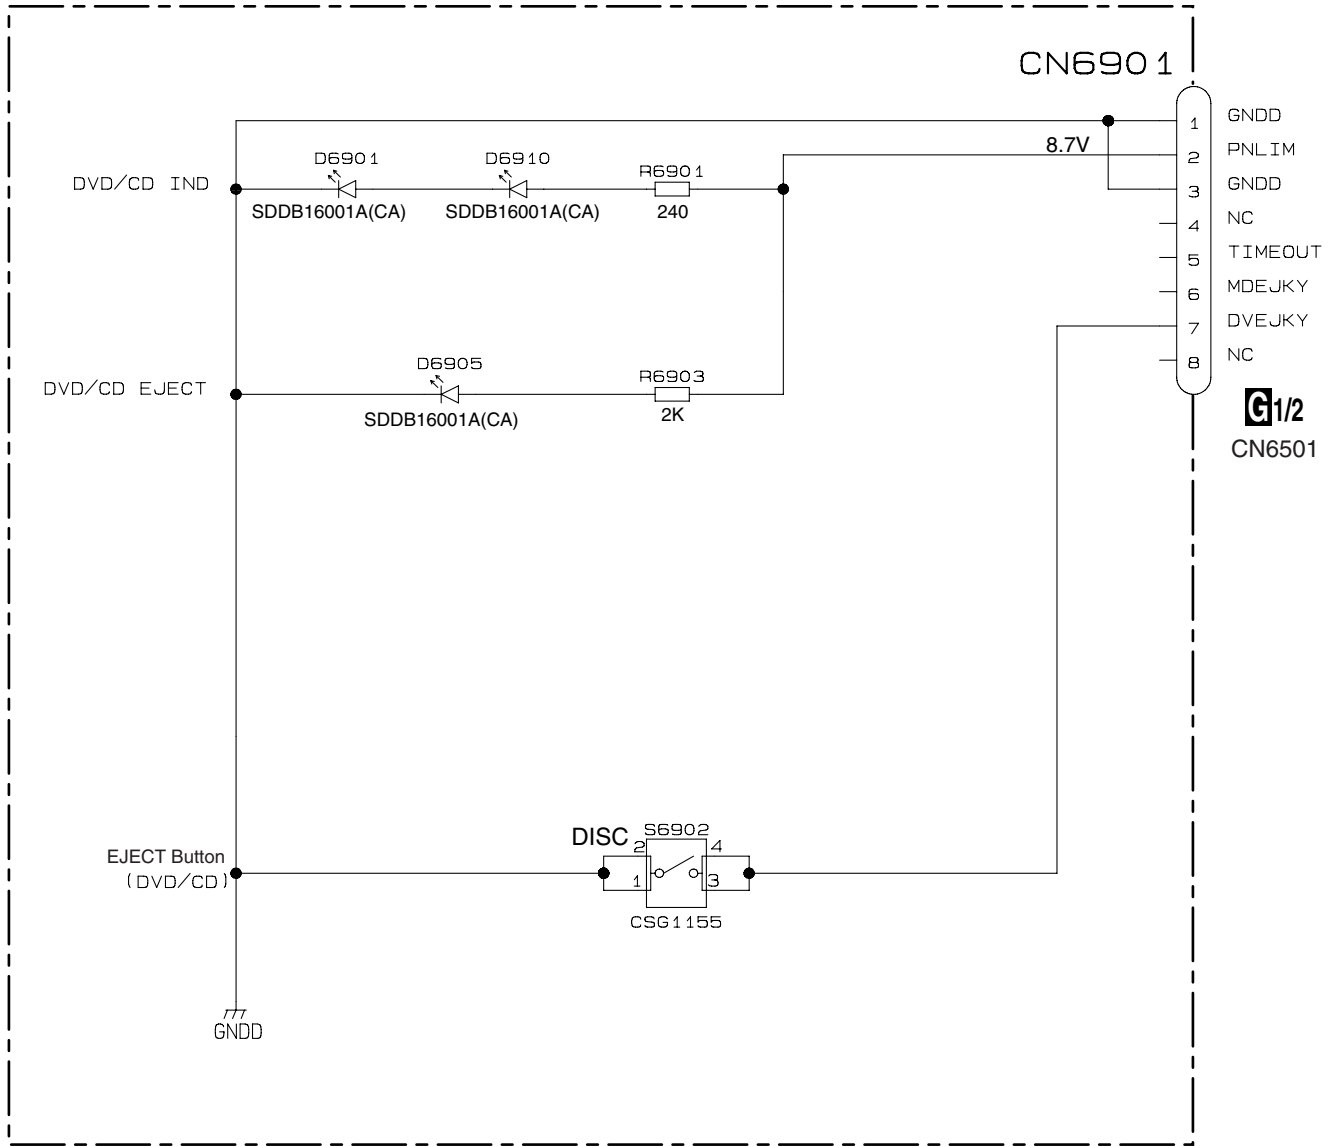 CN6901
1 GNDD
8.7V
2 PNLIM
D6901 D6910 R6901
DVD/CD IND
3 GNDD
SDDB16001A(CA) SDDB16001A(CA) 240
4 NC
5 TIMEOUT
6 MDEJKY
7 DVEJKY
8 NC
D6905 R6903
DVD/CD EJECT
SDDB16001A(CA) 2K
G1/2
CN6501
DISC S6902
2 4
EJECT Button
(DVD/CD)
1 3
CSG1155
GNDD